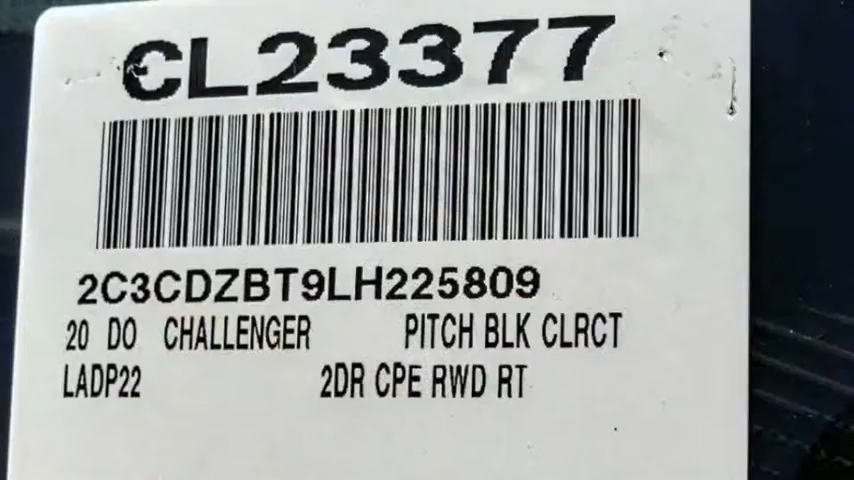 CL23377
2C3CDZBT9LH225809
20 DO CHALLENGER PITCH BLK CLRCT
LADP22 2DR CPE RWD RT